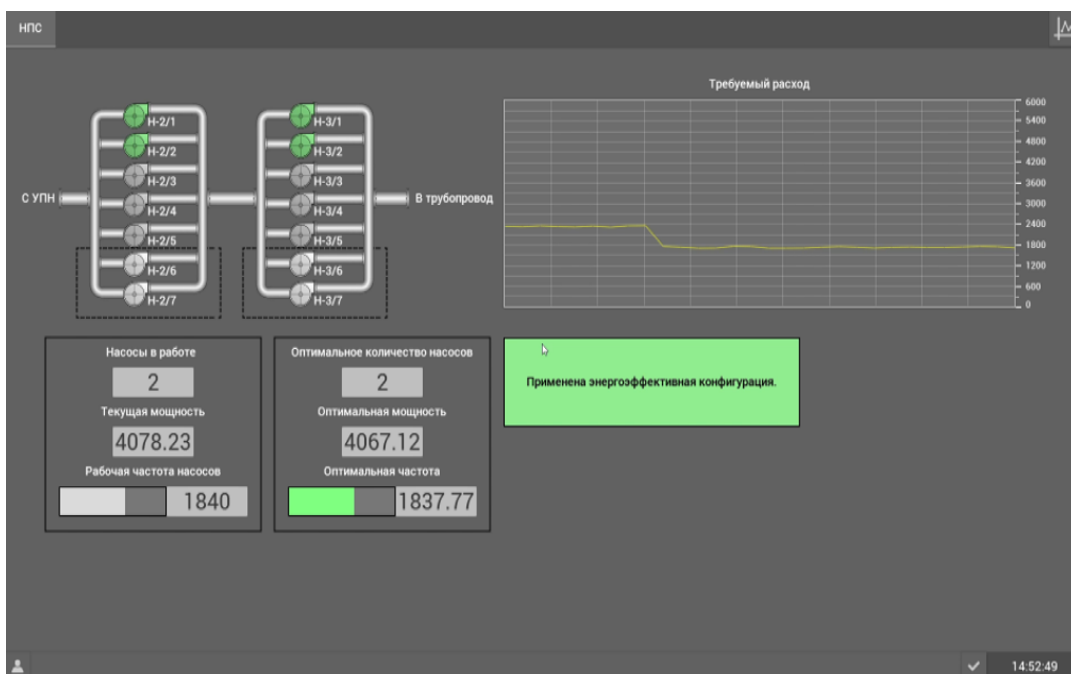 НПС
Требуемый расход
6000
5400
4800
4200
3600
3000
2400
1800
1200
600
0
С УПН
Н-2/1
Н-2/2
Н-2/3
Н-2/4
Н-2/5
Н-2/6
Н-2/7
Н-3/1
Н-3/2
Н-3/3
Н-3/4
Н-3/5
Н-3/6
Н-3/7
В трубопровод
Насосы в работе
2
Текущая мощность
4078.23
Рабочая частота насосов
1840
Оптимальное количество насосов
2
Оптимальная мощность
4067.12
Оптимальная частота
1837.77
Применена энергоэффективная конфигурация.
14:52:49